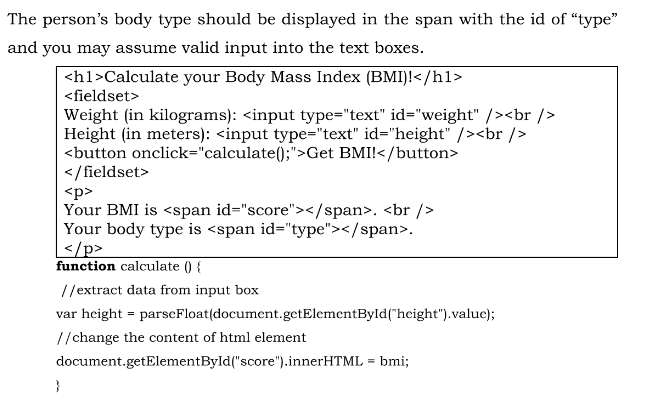 The person's body type should be displayed in the span with the id of “type”
and you may assume valid input into the text boxes.
<h1>Calculate your Body Mass Index (BMI)!</h1>
<fieldset>
Weight (in kilograms): <input type="text" id="weight" /><br />
Height (in meters): <input type="text" id="height" /><br />
<button onclick="calculate();">Get BMI!</button>
</fieldset>
<p>
Your BMI is <span id="score"></span>. <br />
Your body type is <span id="type"></span>.
</p>
function calculate () {
//extract data from input box
var height = parseFloat(document.getElementById("height").value);
//change the content of html element
document.getElementById("score").innerHTML = bmi;
}